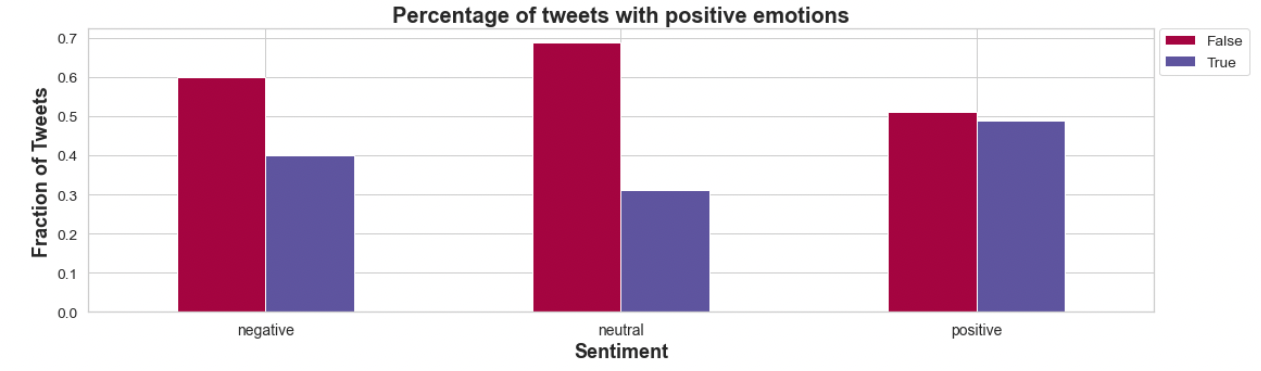 Percentage of tweets with positive emotions
False
True
Fraction of Tweets
0.7
0.6
0.5
0.4
0.3
0.2
0.1
0.0
negative neutral positive
Sentiment